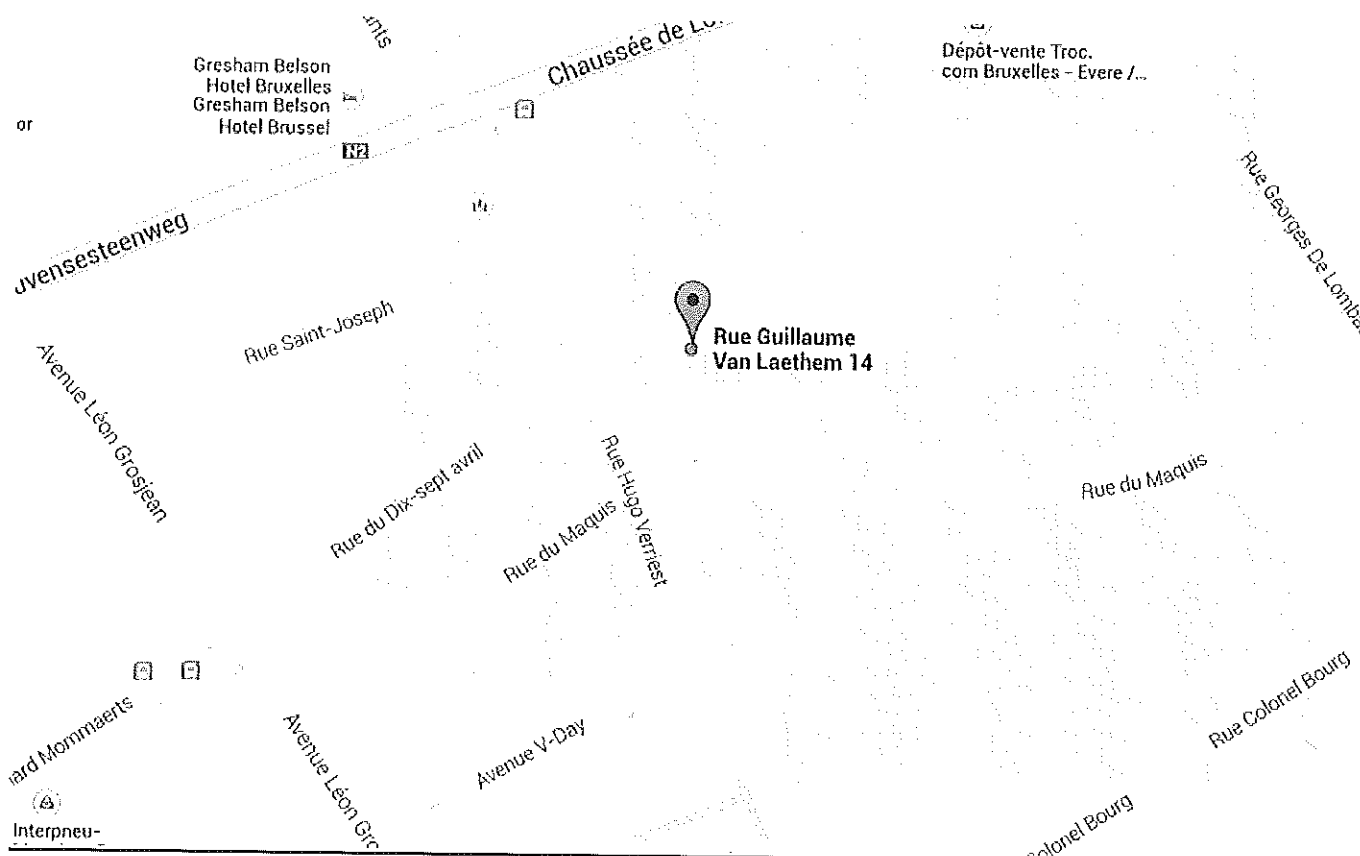 ants
Chaussée de Lo
Dépôt-vente Troc.
com Bruxelles - Evere /...
Gresham Belson
Hotel Bruxelles
Gresham Belson
Hotel Brussel
or
N2
Rue Georges De Lomba
uvensesteenweg
Rue Saint-Joseph
Rue Guillaume
Van Laethem 14
Avenue Léon Grosjean
Rue du Dix-sept avril
Rue Hugo Verriest
Rue du Maquis
Rue du Maquis
Rue Colonel Bourg
ard Mommaerts
Avenue Léon Gro
Avenue V-Day
Interpneu-
Colonel Bourg